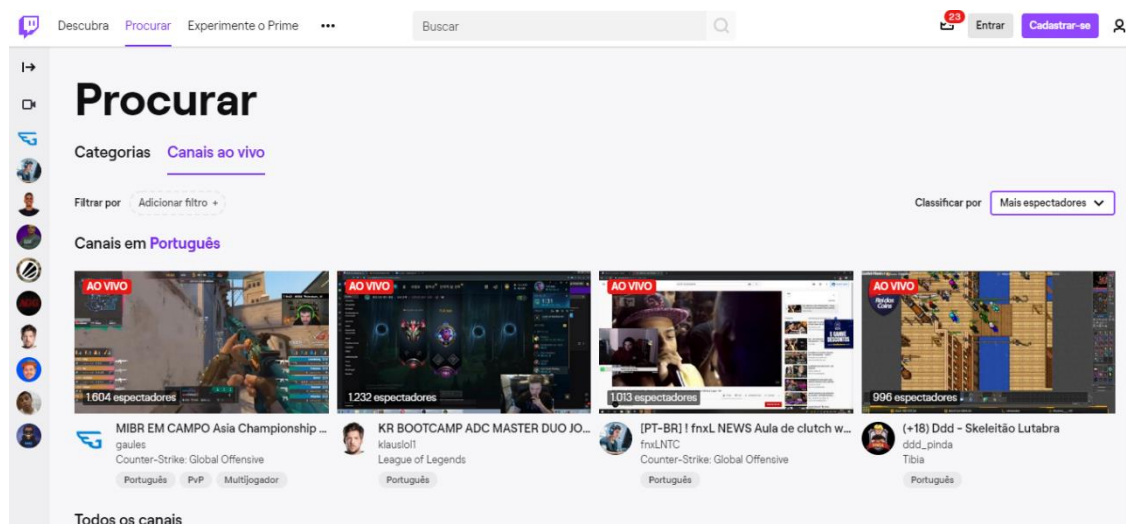 Descubra Procurar Experimente o Prime ••• Buscar 23 Entrar Cadastrar-se
Procurar
Categorias Canais ao vivo
Filtrar por Adicionar filtro + Classificar por Mais espectadores
Canais em Português
AO VIVO AO VIVO AO VIVO AO VIVO
1.604 espectadores 1.232 espectadores 1.013 espectadores 996 espectadores
MIBR EM CAMPO Asia Championship ... KR BOOTCAMP ADC MASTER DUO JO... [PT-BR] ! fnxL NEWS Aula de clutch w... (+18) Ddd - Skeleitão Lutabra
gaules klauslol1 fnxLNTC ddd_pinda
Counter-Strike: Global Offensive League of Legends Counter-Strike: Global Offensive Tibia
Português PvP Multijogador Português Português Português
Todos os canais